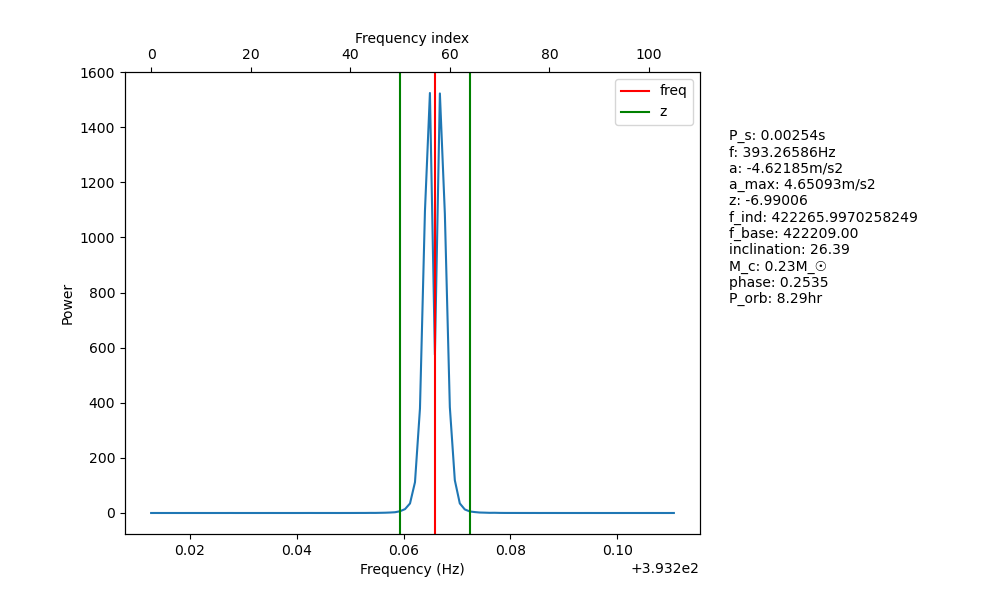 Frequency index
0 20 40 60 80 100
1600
1400
1200
1000
800
600
400
200
0
Power
freq
z
0.02 0.04 0.06 0.08 0.10
Frequency (Hz)
+3.932e2
P_s: 0.00254s
f: 393.26586Hz
a: -4.62185m/s2
a_max: 4.65093m/s2
z: -6.99006
f_ind: 422265.9970258249
f_base: 422209.00
inclination: 26.39
M_c: 0.23M_☉
phase: 0.2535
P_orb: 8.29hr